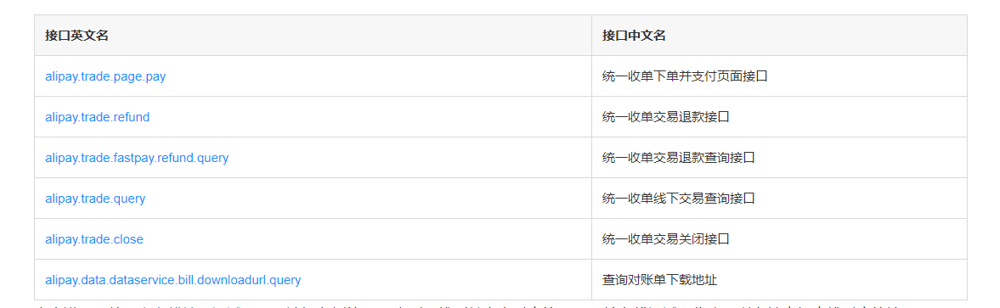 接口英文名 接口中文名
alipay.trade.page.pay 统一收单下单并支付页面接口
alipay.trade.refund 统一收单交易退款接口
alipay.trade.fastpay.refund.query 统一收单交易退款查询接口
alipay.trade.query 统一收单线下交易查询接口
alipay.trade.close 统一收单交易关闭接口
alipay.data.dataservice.bill.downloadurl.query 查询对账单下载地址